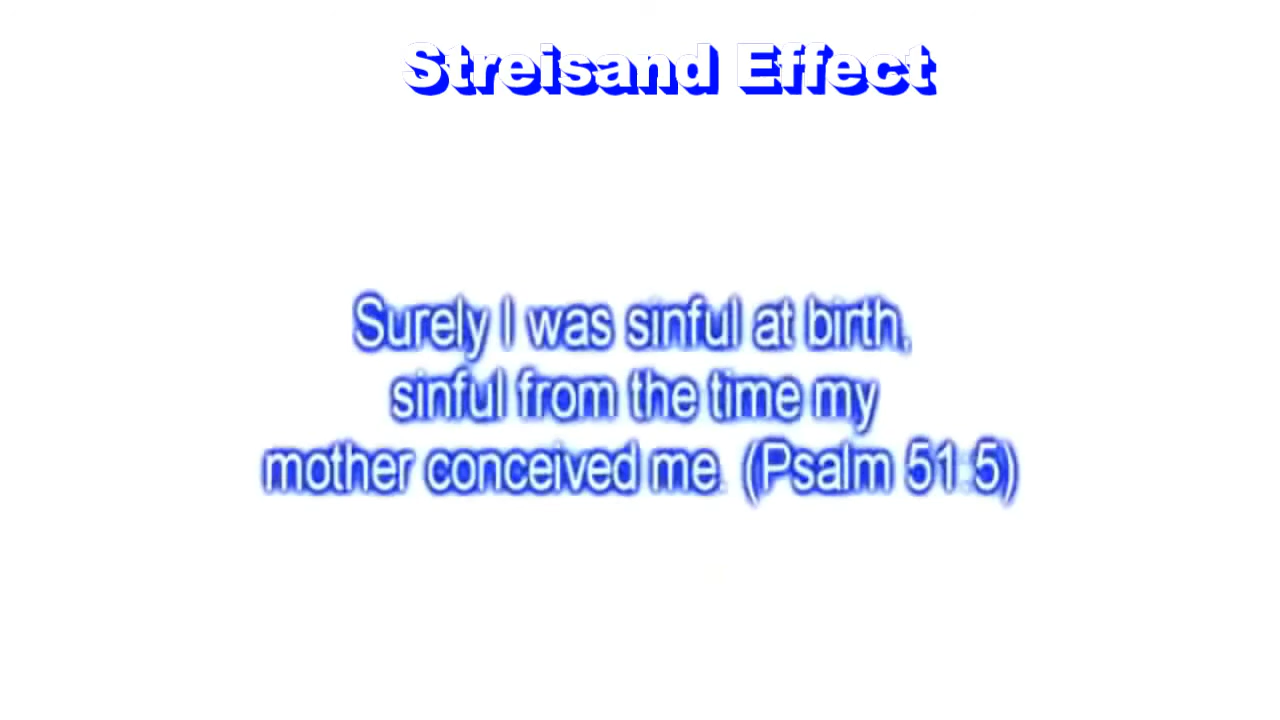 Streisand Effect
Surely I was sinful at birth,
sinful from the time my
mother conceived me. (Psalm 51:5)